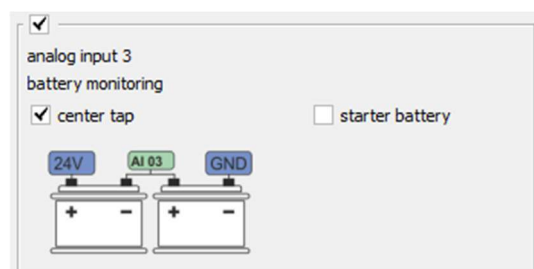 analog input 3
battery monitoring
center tap
starter battery
24V
AI 03
GND
+ - + -